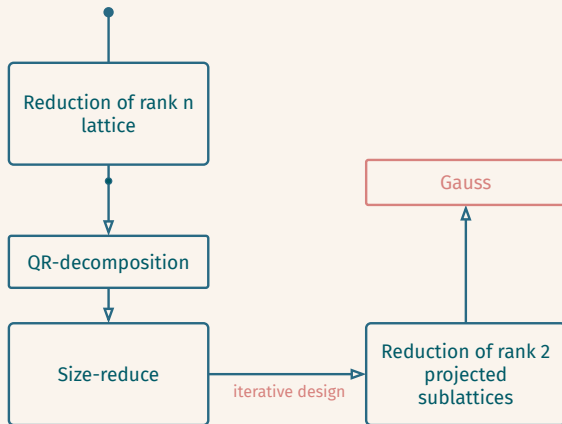 Reduction of rank n
lattice
Gauss
QR-decomposition
Size-reduce
iterative design
Reduction of rank 2
projected
sublattices